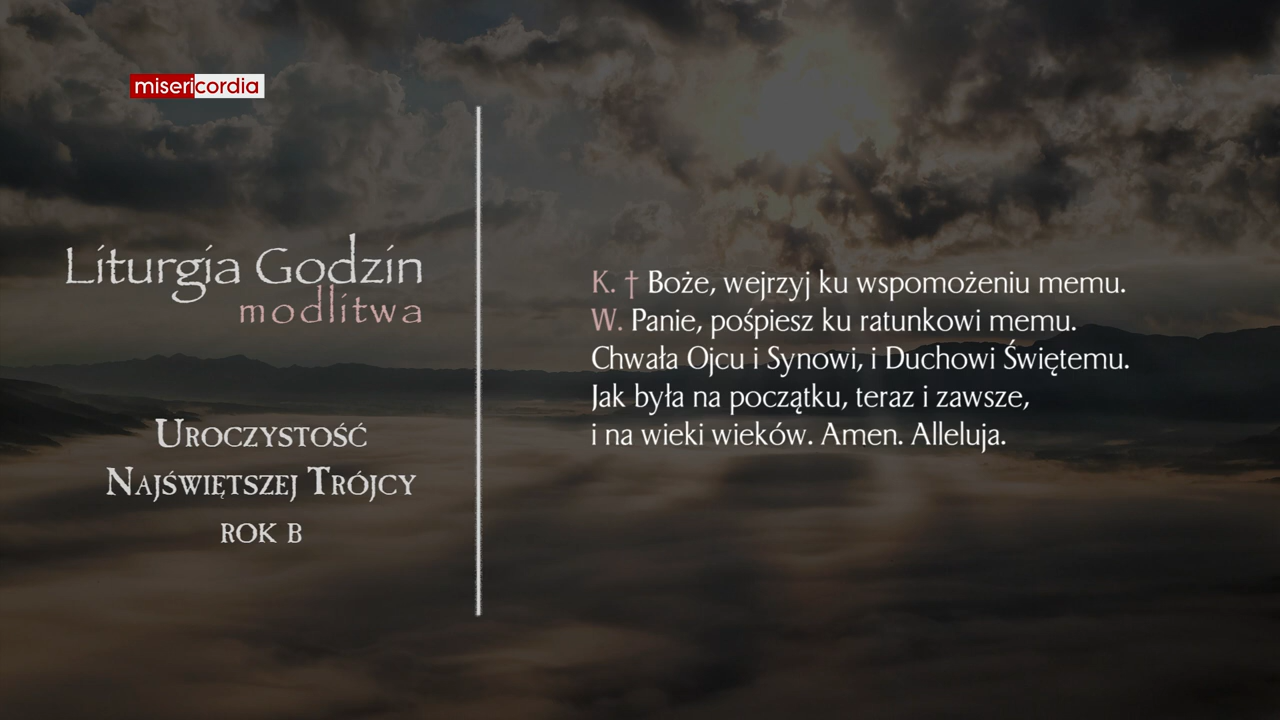 misericordia
Liturgia Godzin
modlitwa
Uroczystość
Najświętszej Trójcy
rok B
K. † Boże, wejrzyj ku wspomożeniu memu.
W. Panie, pośpiesz ku ratunkowi memu.
Chwała Ojcu i Synowi, i Duchowi Świętemu.
Jak była na początku, teraz i zawsze,
i na wieki wieków. Amen. Alleluja.